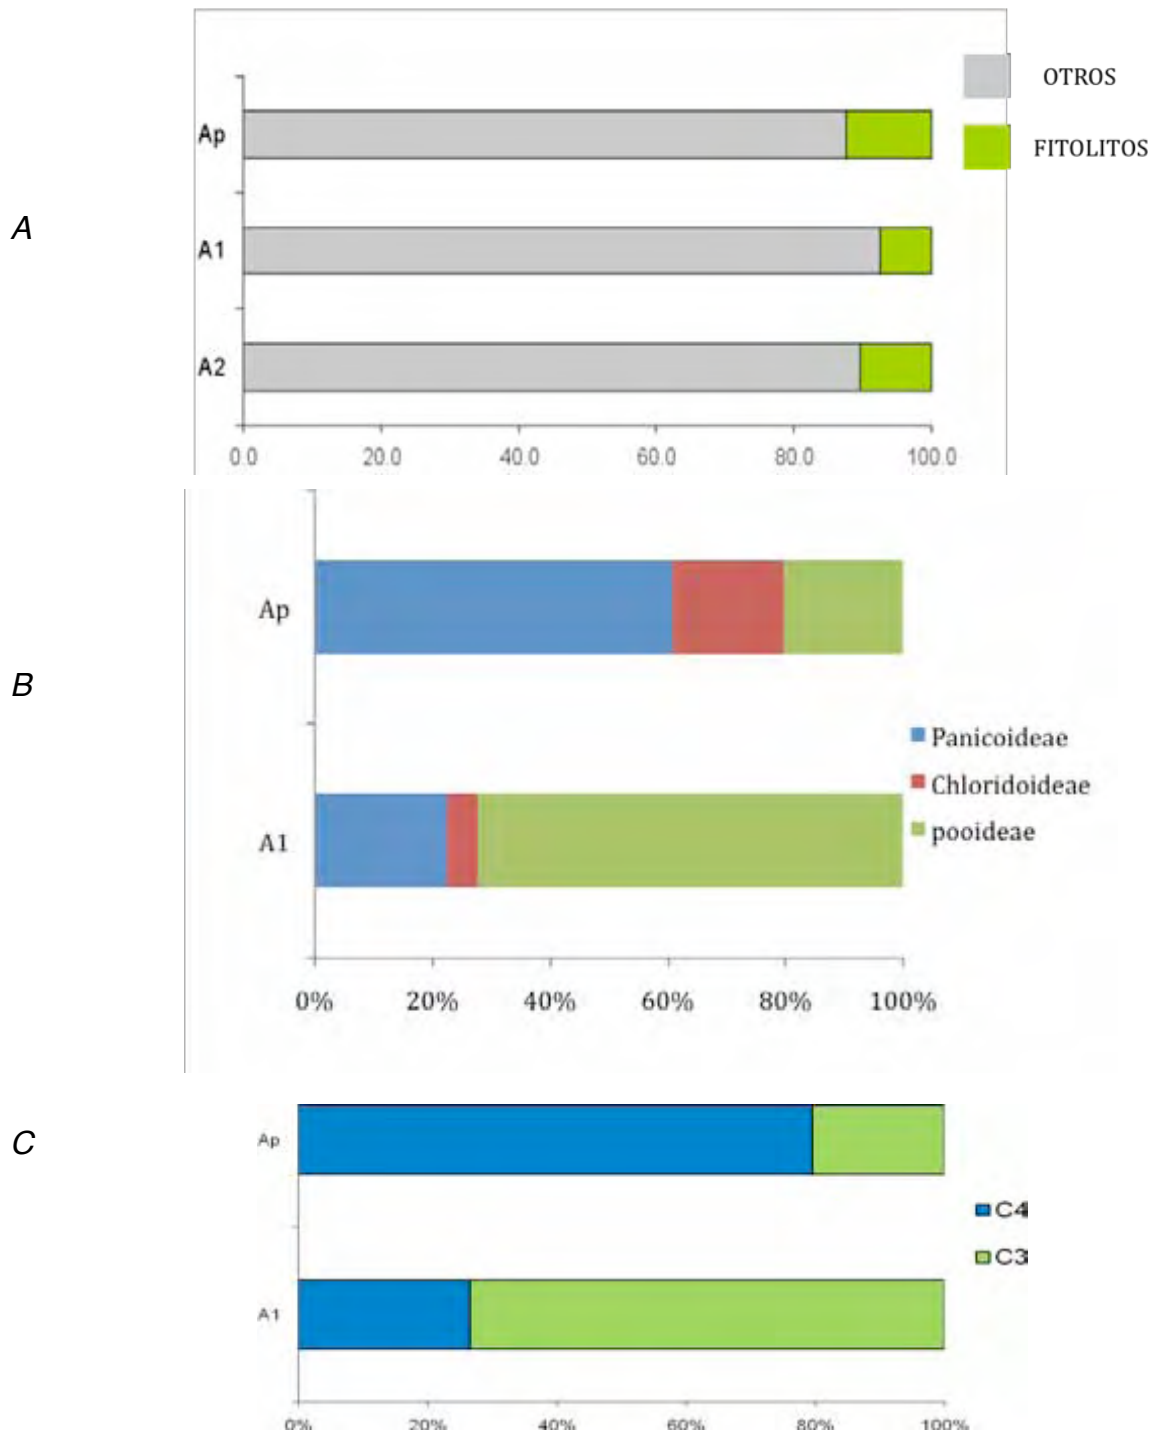 OTROS
FITOLITOS
A
Ap
A1
A2
0.0 20.0 40.0 60.0 80.0 100.0
B
Ap
A1
Panicoideae
Chloridoideae
pooideae
0% 20% 40% 60% 80% 100%
C
Ap
A1
C4
C3
0% 20% 40% 60% 80% 100%